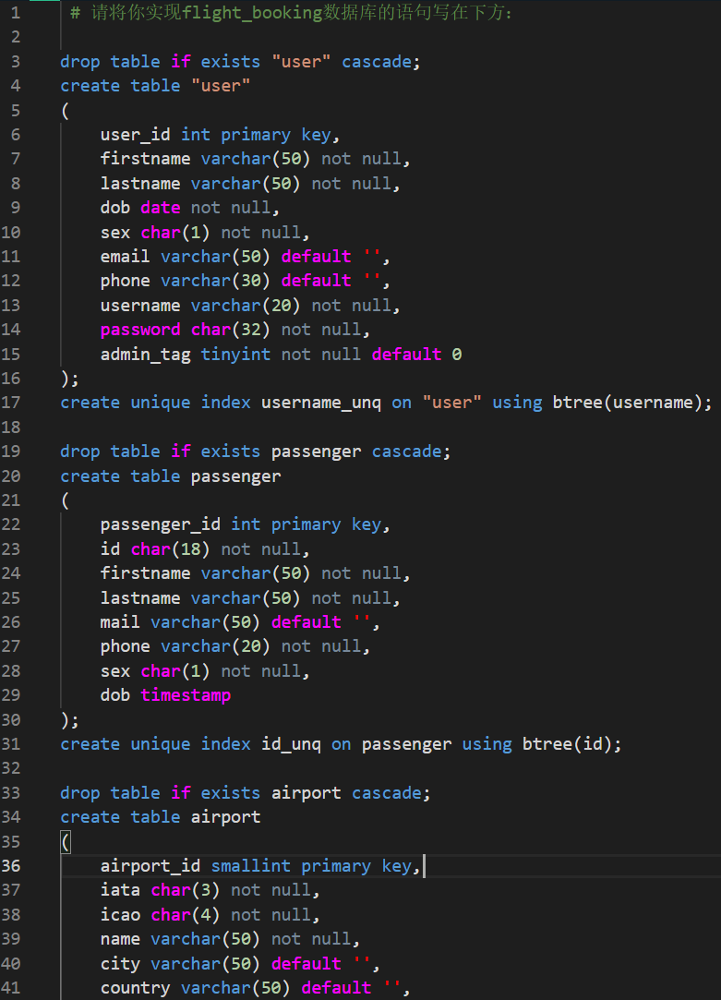 1 # 请将你实现flight_booking数据库的语句写在下方：
2
3 drop table if exists "user" cascade;
4 create table "user"
5 (
6 user_id int primary key,
7 firstname varchar(50) not null,
8 lastname varchar(50) not null,
9 dob date not null,
10 sex char(1) not null,
11 email varchar(50) default '',
12 phone varchar(30) default '',
13 username varchar(20) not null,
14 password char(32) not null,
15 admin_tag tinyint not null default 0
16 );
17 create unique index username_unq on "user" using btree(username);
18
19 drop table if exists passenger cascade;
20 create table passenger
21 (
22 passenger_id int primary key,
23 id char(18) not null,
24 firstname varchar(50) not null,
25 lastname varchar(50) not null,
26 mail varchar(50) default '',
27 phone varchar(20) not null,
28 sex char(1) not null,
29 dob timestamp
30 );
31 create unique index id_unq on passenger using btree(id);
32
33 drop table if exists airport cascade;
34 create table airport
35 (
36 airport_id smallint primary key,
37 iata char(3) not null,
38 icao char(4) not null,
39 name varchar(50) not null,
40 city varchar(50) default '',
41 country varchar(50) default '',